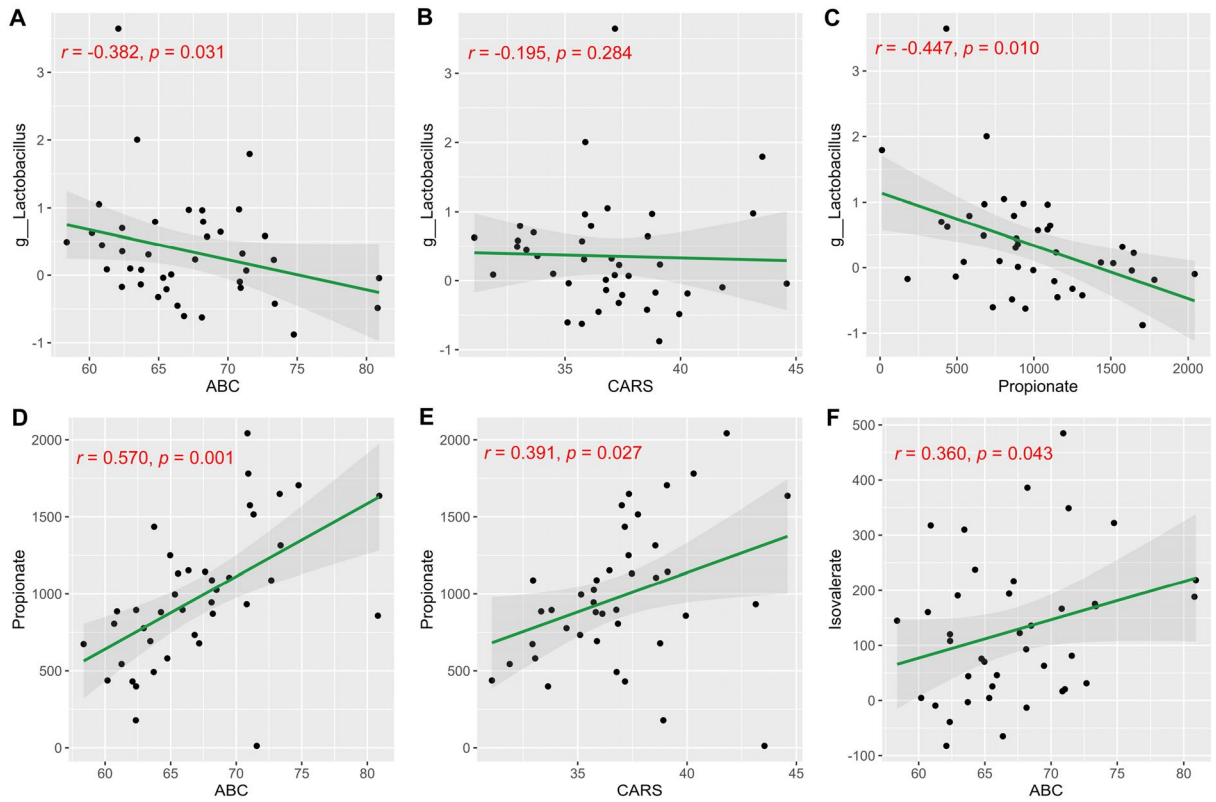 A
r = -0.382, p = 0.031
g__Lactobacillus
3
2
1
0
-1
60 65 70 75 80
ABC
B
r = -0.195, p = 0.284
g__Lactobacillus
3
2
1
0
-1
35 40 45
CARS
C
r = -0.447, p = 0.010
g__Lactobacillus
3
2
1
0
-1
0 500 1000 1500 2000
Propionate
D
r = 0.570, p = 0.001
Propionate
2000
1500
1000
500
0
60 65 70 75 80
ABC
E
r = 0.391, p = 0.027
Propionate
2000
1500
1000
500
0
35 40 45
CARS
F
r = 0.360, p = 0.043
Isovalerate
500
400
300
200
100
0
-100
60 65 70 75 80
ABC